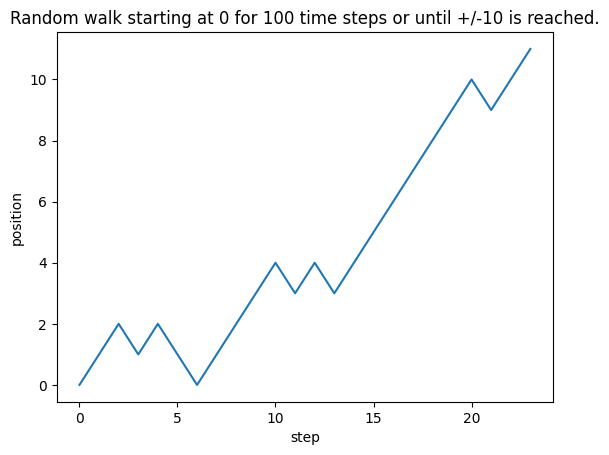 Random walk starting at 0 for 100 time steps or until +/-10 is reached.
10
8
6
4
2
0
position
0 5 10 15 20
step